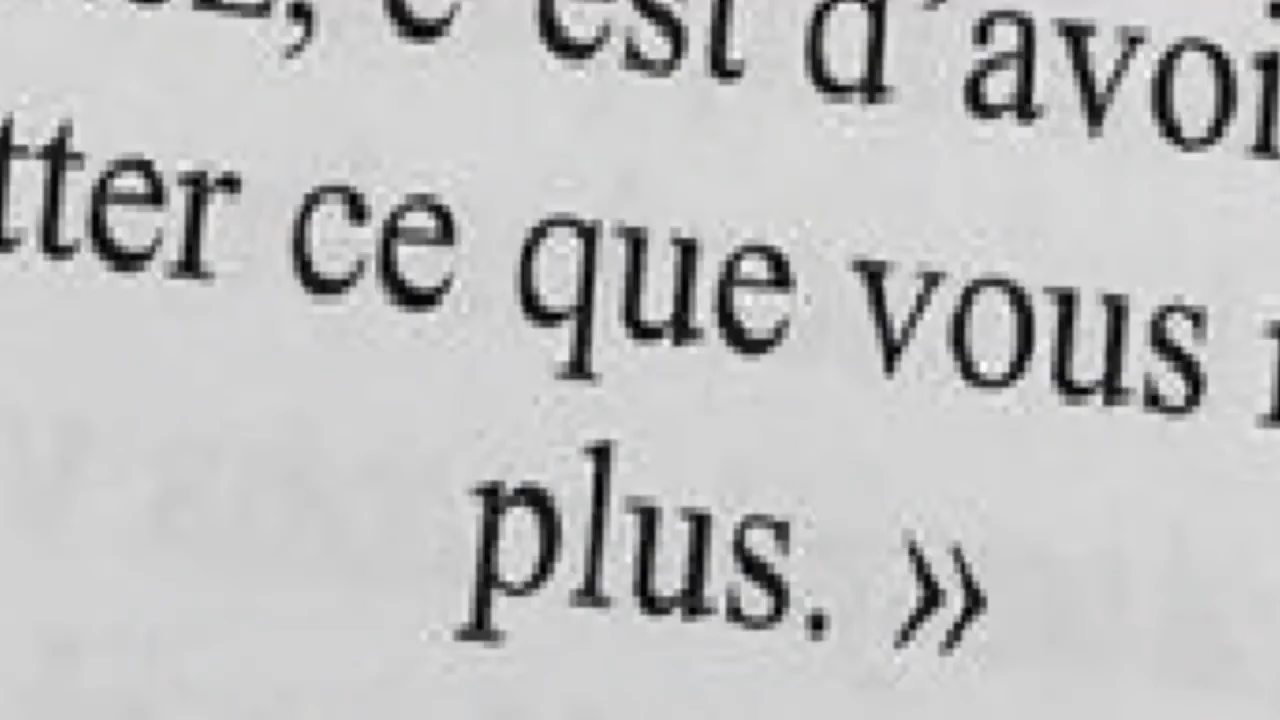 c'est d'avoi
tter ce que vous
plus. »